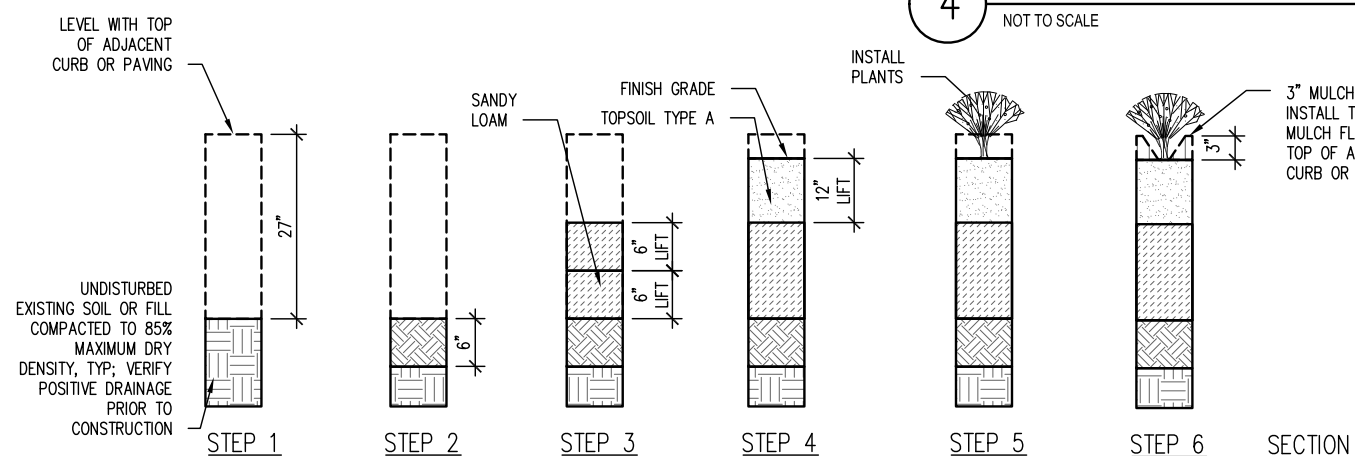 4
NOT TO SCALE
LEVEL WITH TOP
OF ADJACENT
CURB OR PAVING
27"
UNDISTURBED
EXISTING SOIL OR FILL
COMPACTED TO 85%
MAXIMUM DRY
DENSITY, TYP; VERIFY
POSITIVE DRAINAGE
PRIOR TO
CONSTRUCTION
STEP 1
6"
STEP 2
SANDY
LOAM
6"
LIFT
6"
LIFT
STEP 3
FINISH GRADE
TOPSOIL TYPE A
12"
LIFT
STEP 4
INSTALL
PLANTS
STEP 5
3" MULCH
INSTALL T
MULCH FL
TOP OF A
CURB OR
3"
STEP 6
SECTION